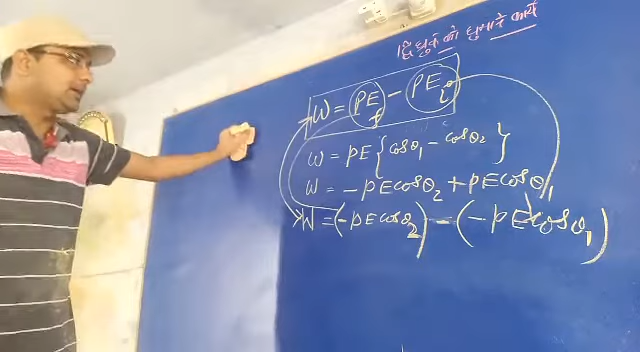 द्विध्रुव को घुमाने में कार्य
W = PE_f - PE_i
W = PE { cosθ₁ - cosθ₂ }
W = - PE cosθ₂ + PE cosθ₁
W = (- PE cosθ₂) - (- PE cosθ₁)